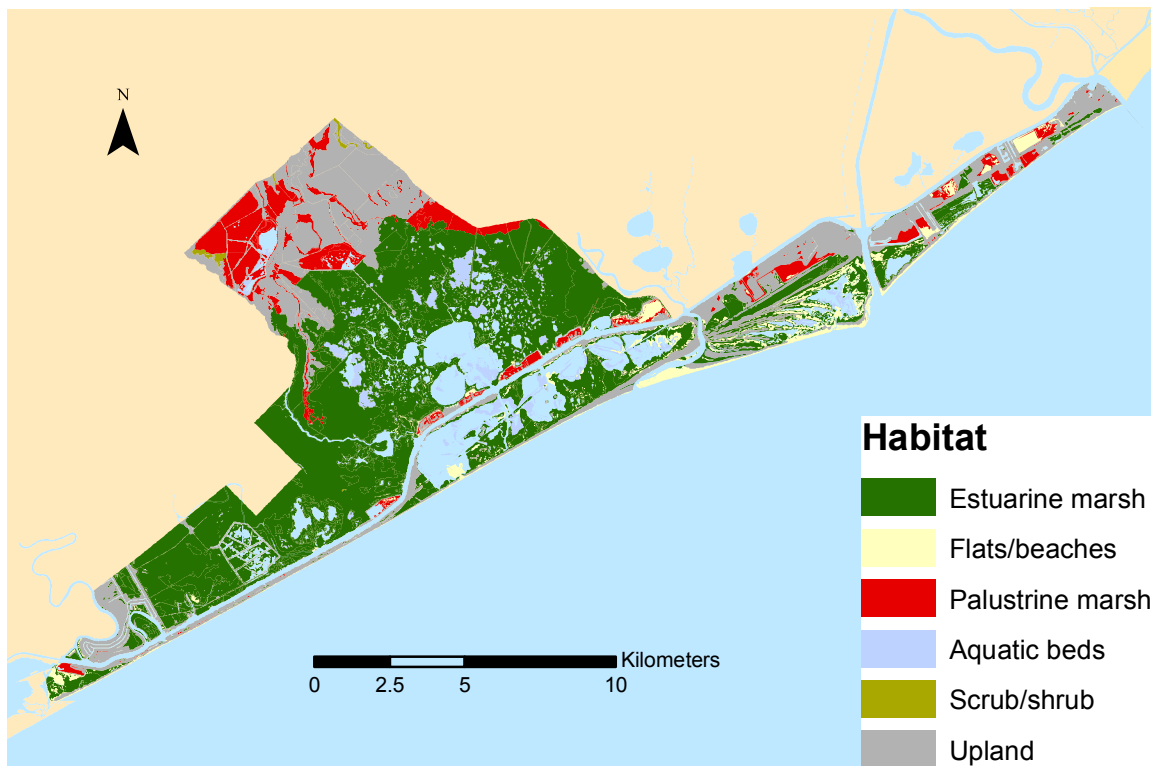 N
Habitat
Estuarine marsh
Flats/beaches
Palustrine marsh
Aquatic beds
Scrub/shrub
Upland
Kilometers
0 2.5 5 10